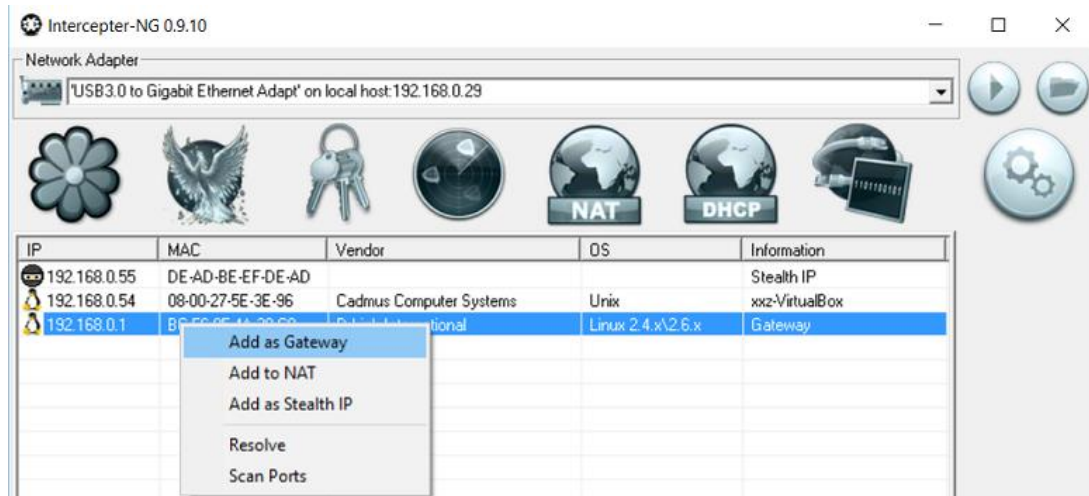 Intercepter-NG 0.9.10
Network Adapter
'USB3.0 to Gigabit Ethernet Adapt' on local host:192.168.0.29
NAT
DHCP
1101100101
IP MAC Vendor OS Information
192.168.0.55 DE-AD-BE-EF-DE-AD Stealth IP
192.168.0.54 08-00-27-5E-3E-96 Cadmus Computer Systems Unix xxz-VirtualBox
192.168.0.1 Linux 2.4.x\2.6.x Gateway
Add as Gateway
Add to NAT
Add as Stealth IP
Resolve
Scan Ports